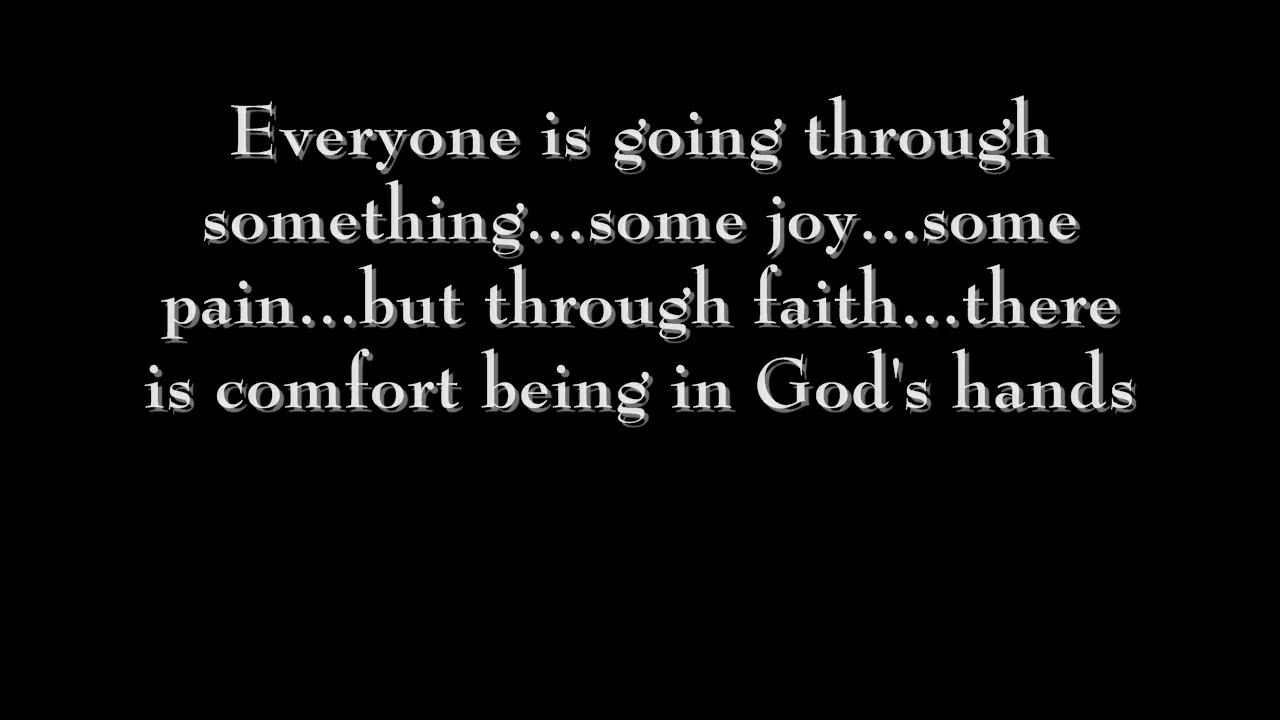 Everyone is going through
something...some joy...some
pain...but through faith...there
is comfort being in God's hands